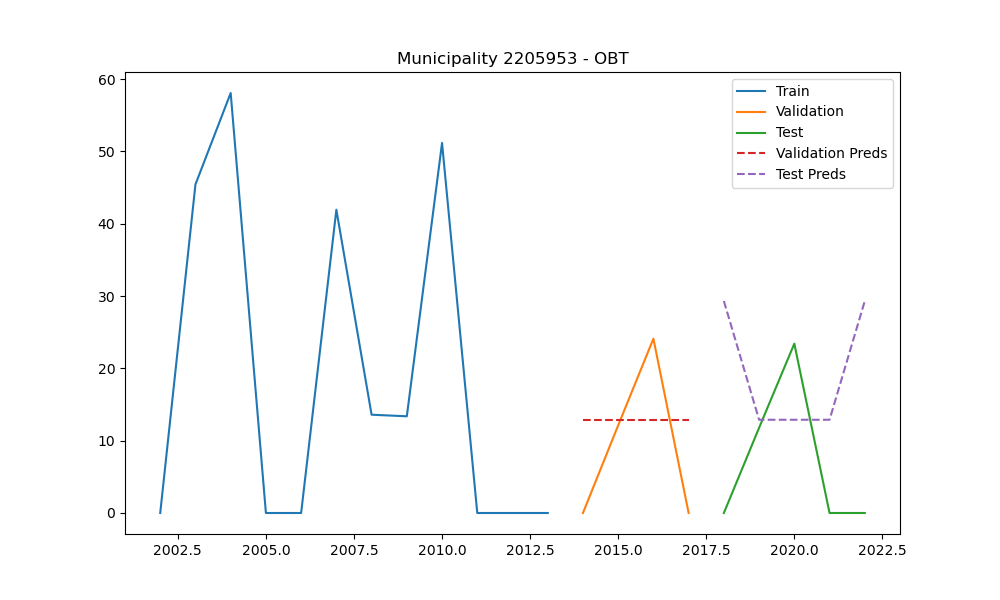 Municipality 2205953 - OBT
Train
Validation
Test
Validation Preds
Test Preds
60
50
40
30
20
10
0
2002.5 2005.0 2007.5 2010.0 2012.5 2015.0 2017.5 2020.0 2022.5